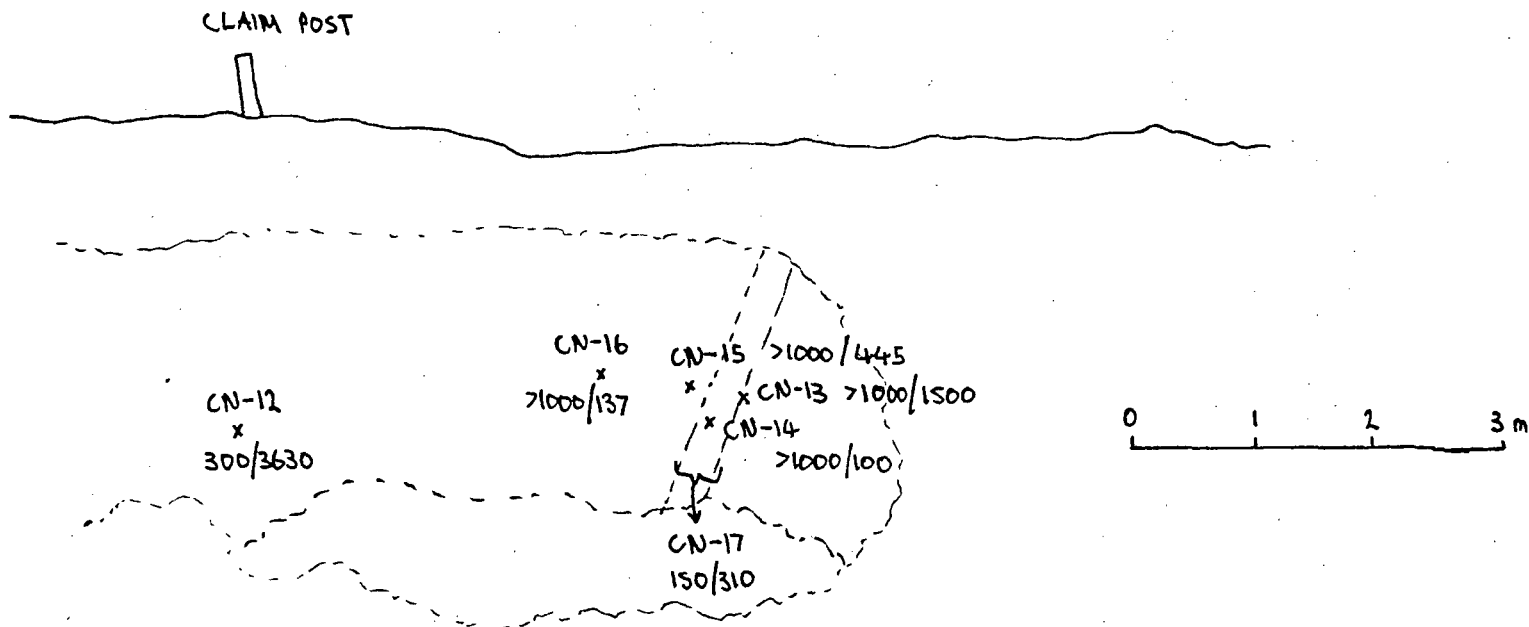 CLAIM POST
CN-16
>1000/137
CN-15 >1000/445
CN-13 >1000/1500
CN-14
>1000/100
CN-12
300/3630
0 1 2 3 m
CN-17
150/310